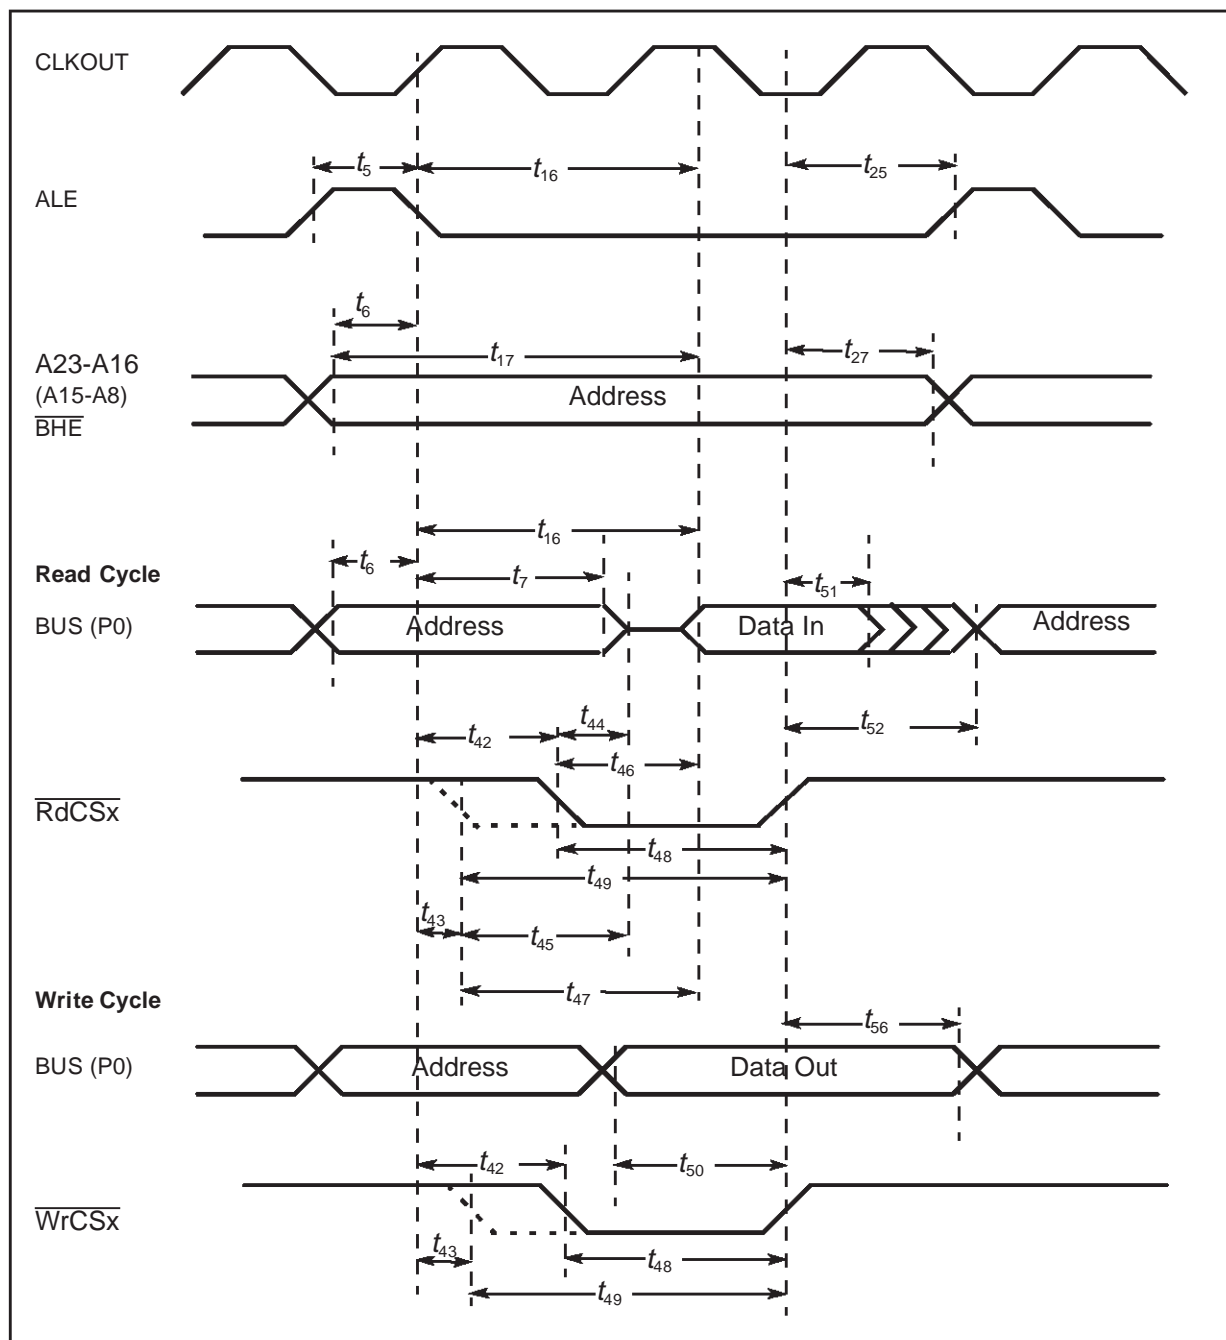 CLKOUT
t5 t16 t25
ALE
t6
t17 t27
A23-A16
(A15-A8)
BHE
Address
t16
t6 t7 t51
Read Cycle
BUS (P0)
Address Data In Address
t42 t44 t52
t46
RdCSx
t48
t49
t43 t45
t47
Write Cycle
t56
BUS (P0)
Address Data Out
t42 t50
WrCSx
t43 t48
t49